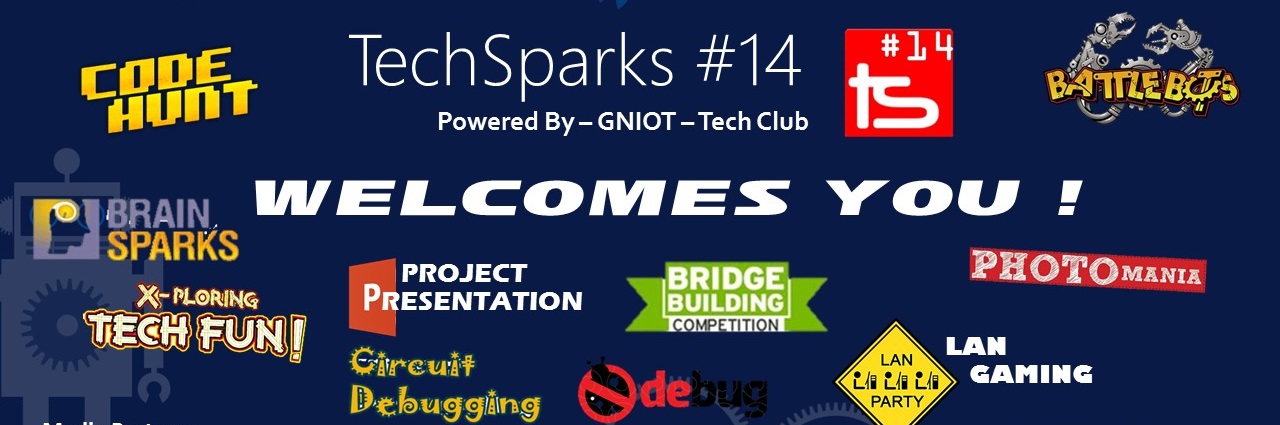 CODE
HUNT
TechSparks #14
Powered By – GNIOT – Tech Club
#14
ts
BATTLEBOTS
WELCOMES YOU !
BRAIN
SPARKS
X-PLORING
TECH FUN!
PROJECT
PRESENTATION
BRIDGE
BUILDING
COMPETITION
PHOTOMANIA
Circuit
Debugging
debug
LAN
PARTY
LAN
GAMING